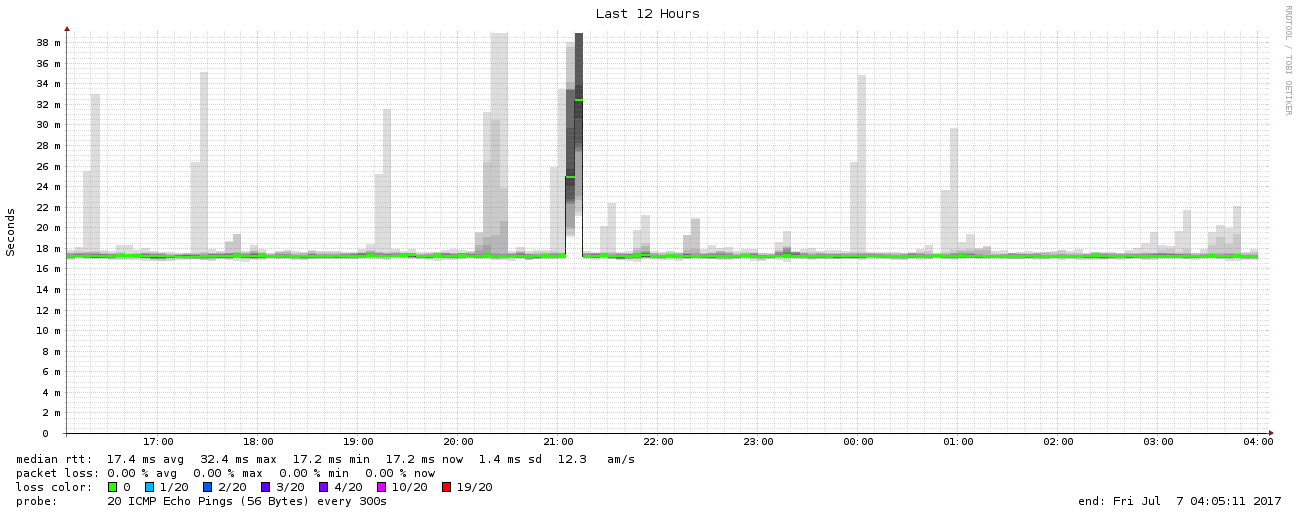 Last 12 Hours
RRDTOOL / TOBI OETIKER
Seconds
38 m
36 m
34 m
32 m
30 m
28 m
26 m
24 m
22 m
20 m
18 m
16 m
14 m
12 m
10 m
8 m
6 m
4 m
2 m
0
17:00 18:00 19:00 20:00 21:00 22:00 23:00 00:00 01:00 02:00 03:00 04:00
median rtt: 17.4 ms avg 32.4 ms max 17.2 ms min 17.2 ms now 1.4 ms sd 12.3 am/s
packet loss: 0.00 % avg 0.00 % max 0.00 % min 0.00 % now
loss color: 0 1/20 2/20 3/20 4/20 10/20 19/20
probe: 20 ICMP Echo Pings (56 Bytes) every 300s end: Fri Jul 7 04:05:11 2017